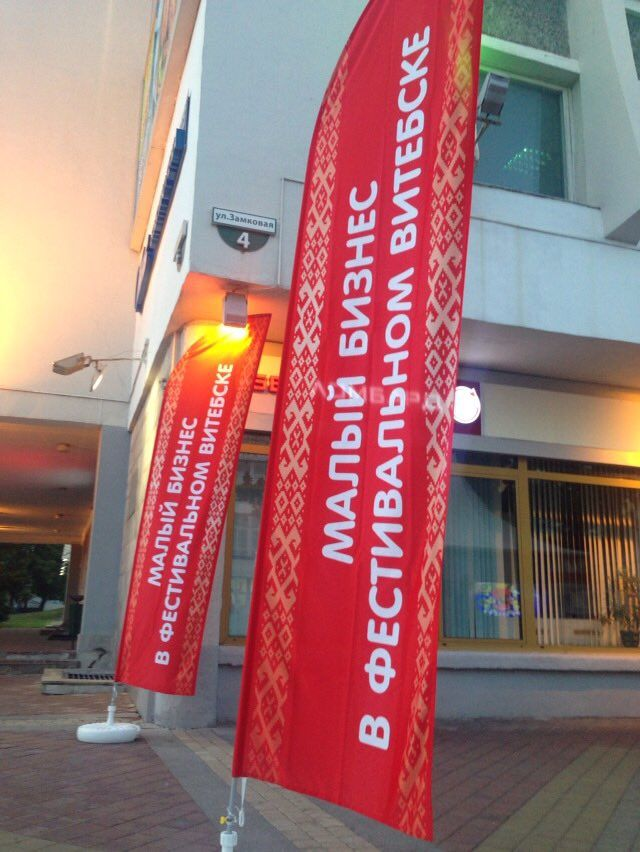 ул.Замковая
4
МАЛЫЙ БИЗНЕС
В ФЕСТИВАЛЬНОМ ВИТЕБСКЕ
МАЛЫЙ БИЗНЕС
В ФЕСТИВАЛЬНОМ ВИТЕБСКЕ